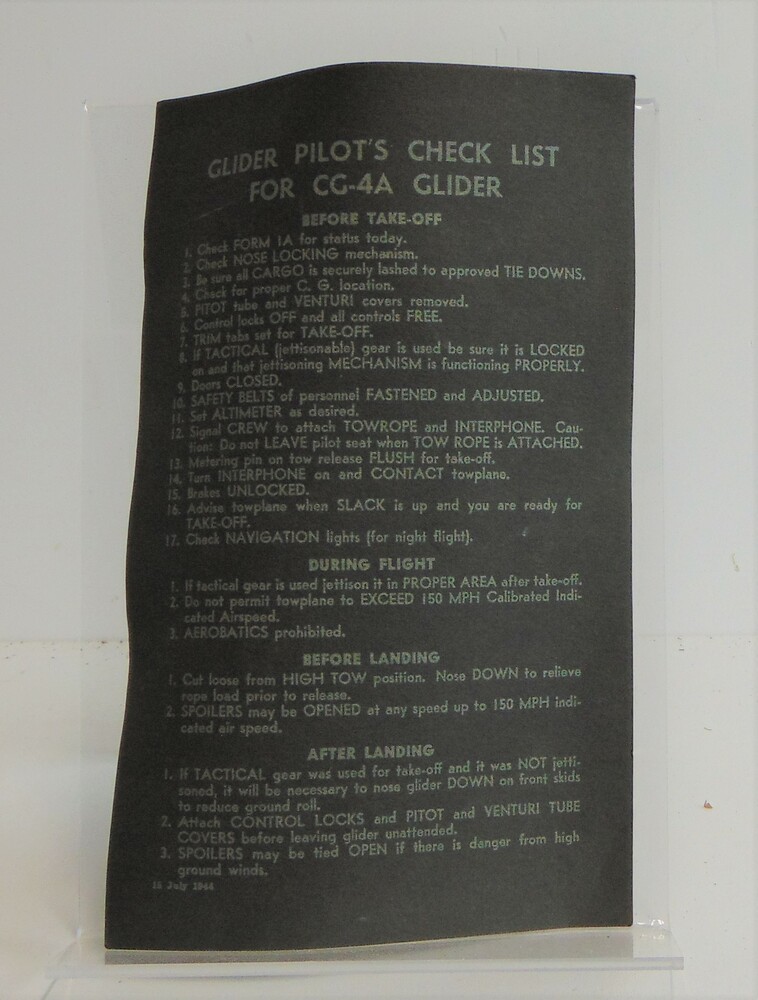 GLIDER PILOT'S CHECK LIST
FOR CG-4A GLIDER
BEFORE TAKE-OFF
1. Check FORM 1A for status today.
2. Check NOSE LOCKING mechanism.
3. Be sure all CARGO is securely lashed to approved TIE DOWNS.
4. Check for proper C. G. location.
5. PITOT tube and VENTURI covers removed.
6. Control locks OFF and all controls FREE.
7. TRIM tabs set for TAKE-OFF.
8. If TACTICAL (jettisonable) gear is used be sure it is LOCKED
on and that jettisoning MECHANISM is functioning PROPERLY.
9. Doors CLOSED.
10. SAFETY BELTS of personnel FASTENED and ADJUSTED.
11. Set ALTIMETER as desired.
12. Signal CREW to attach TOWROPE and INTERPHONE. Cau-
tion: Do not LEAVE pilot seat when TOW ROPE is ATTACHED.
13. Metering pin on tow release FLUSH for take-off.
14. Turn INTERPHONE on and CONTACT towplane.
15. Brakes UNLOCKED.
16. Advise towplane when SLACK is up and you are ready for
TAKE-OFF.
17. Check NAVIGATION lights (for night flight).
DURING FLIGHT
1. If tactical gear is used jettison it in PROPER AREA after take-off.
2. Do not permit towplane to EXCEED 150 MPH Calibrated Indi-
cated Airspeed.
3. AEROBATICS prohibited.
BEFORE LANDING
1. Cut loose from HIGH TOW position. Nose DOWN to relieve
rope load prior to release.
2. SPOILERS may be OPENED at any speed up to 150 MPH indi-
cated air speed.
AFTER LANDING
1. If TACTICAL gear was used for take-off and it was NOT jetti-
soned, it will be necessary to nose glider DOWN on front skids
to reduce ground roll.
2. Attach CONTROL LOCKS and PITOT and VENTURI TUBE
COVERS before leaving glider unattended.
3. SPOILERS may be tied OPEN if there is danger from high
ground winds.
15 July 1944